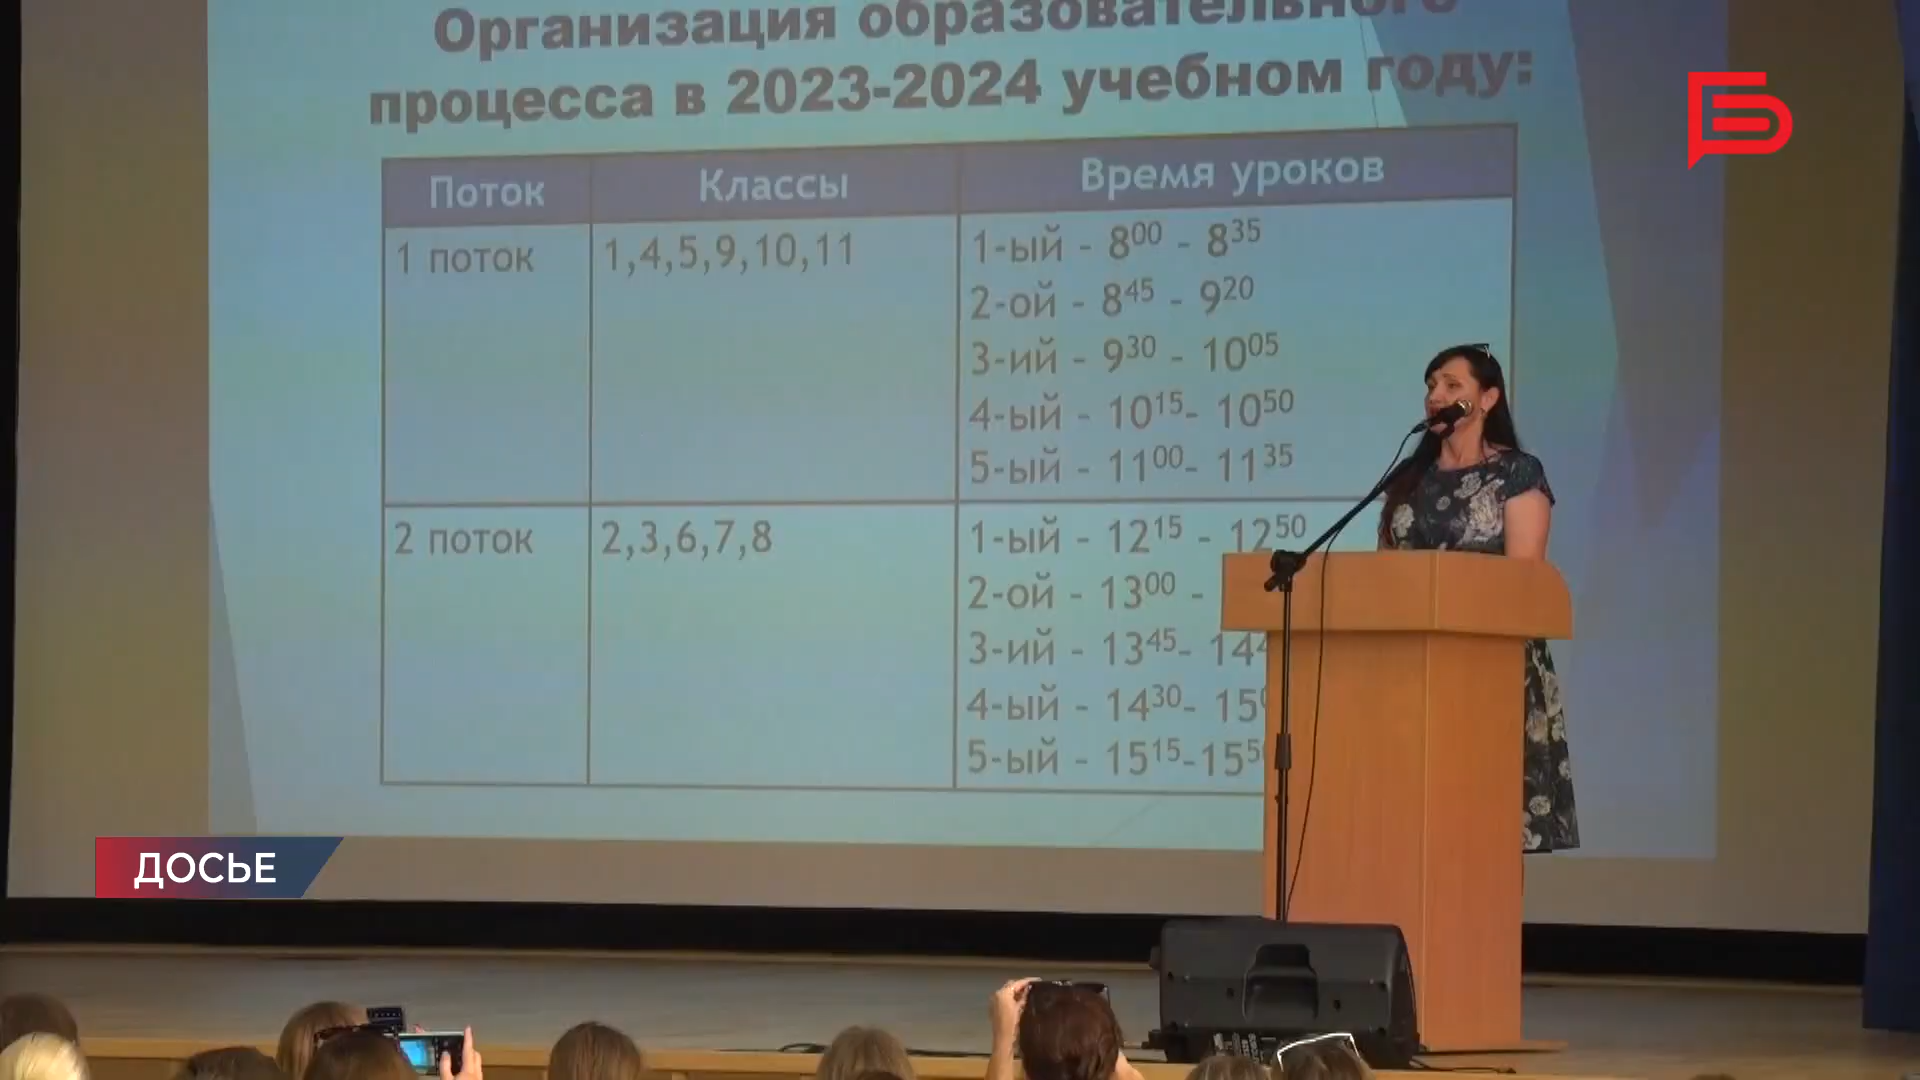 Организация образовательного
процесса в 2023-2024 учебном году:
Поток Классы Время уроков
1 поток 1,4,5,9,10,11 1-ый - 8⁰⁰ - 8³⁵
2-ой - 8⁴⁵ - 9²⁰
3-ий - 9³⁰ - 10⁰⁵
4-ый - 10¹⁵- 10⁵⁰
5-ый - 11⁰⁰- 11³⁵
2 поток 2,3,6,7,8 1-ый - 12¹⁵ - 12⁵⁰
2-ой - 13⁰⁰ -
3-ий - 13⁴⁵-
4-ый - 14³⁰-
5-ый - 15¹⁵-
ДОСЬЕ